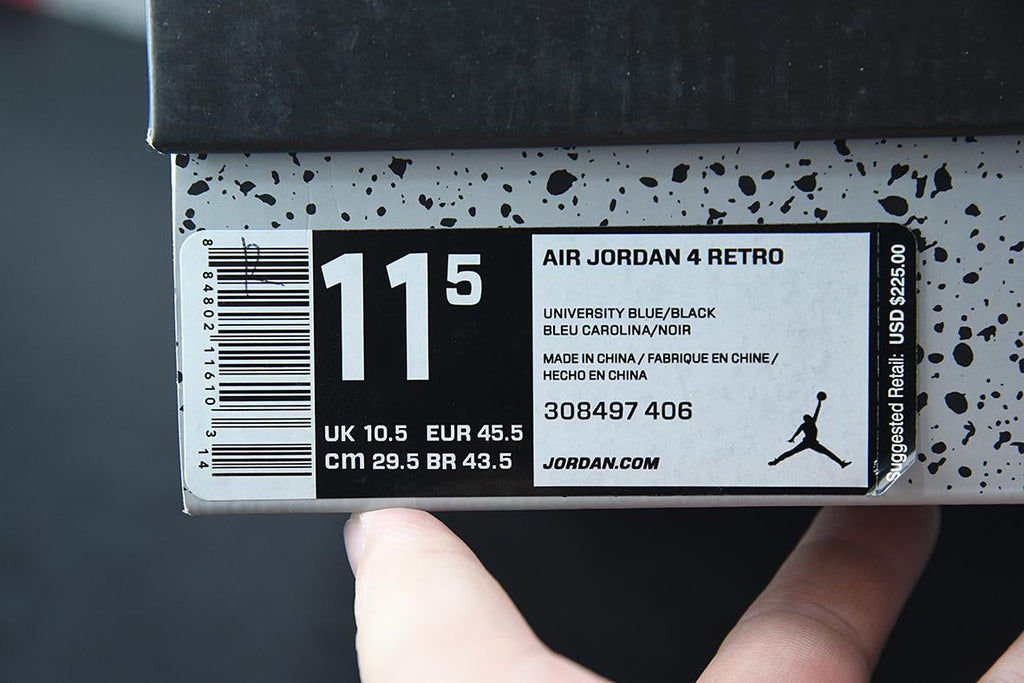 8 84802 11610 3 14
11 5
UK 10.5 EUR 45.5
cm 29.5 BR 43.5
AIR JORDAN 4 RETRO
UNIVERSITY BLUE/BLACK
BLEU CAROLINA/NOIR
MADE IN CHINA / FABRIQUE EN CHINE /
HECHO EN CHINA
308497 406
JORDAN.COM
Suggested Retail: USD $225.00